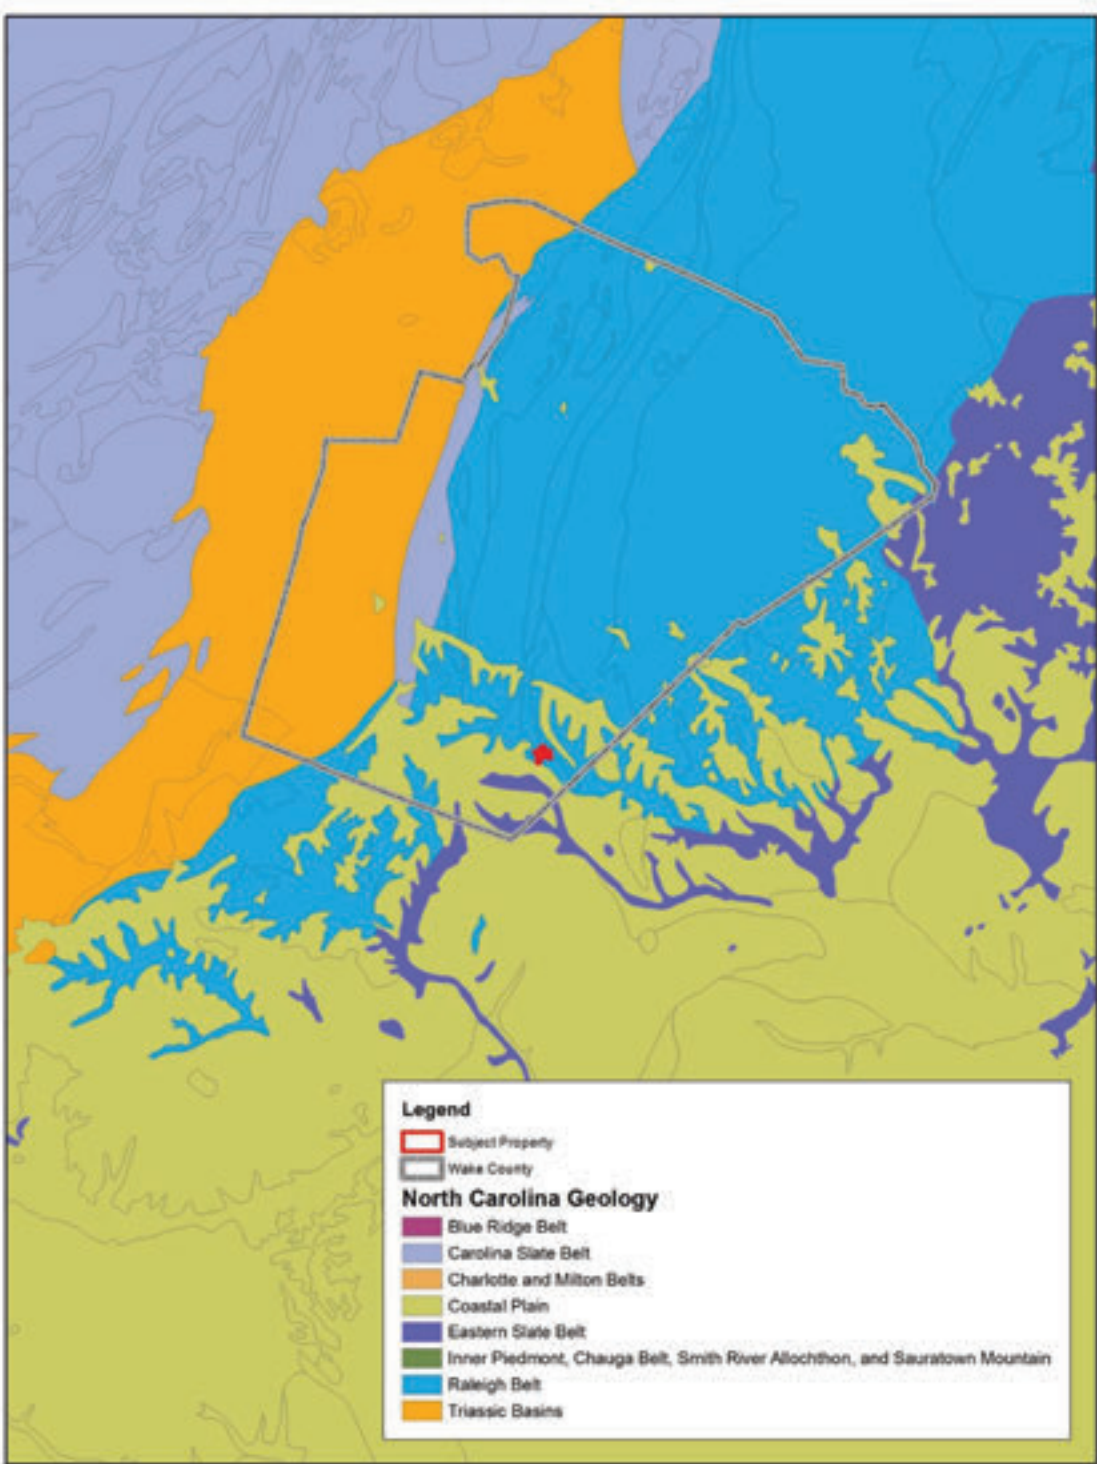 Legend
Subject Property
Wake County
North Carolina Geology
Blue Ridge Belt
Carolina Slate Belt
Charlotte and Milton Belts
Coastal Plain
Eastern Slate Belt
Inner Piedmont, Chauga Belt, Smith River Allochthon, and Sauratown Mountain
Raleigh Belt
Triassic Basins